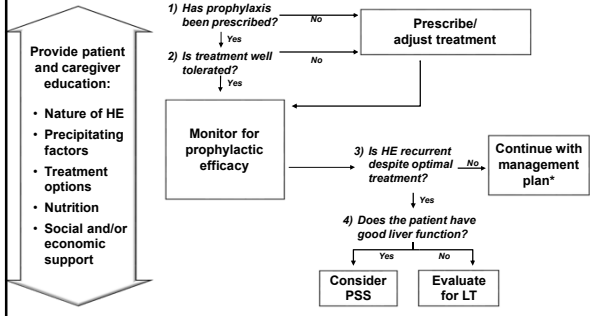 Provide patient
and caregiver
education:
• Nature of HE
• Precipitating
factors
• Treatment
options
• Nutrition
• Social and/or
economic
support
1) Has prophylaxis
been prescribed?
No
Yes
2) Is treatment well
tolerated?
No
Yes
Prescribe/
adjust treatment
Monitor for
prophylactic
efficacy
3) Is HE recurrent
despite optimal
treatment?
No
Continue with
management
plan*
Yes
4) Does the patient have
good liver function?
Yes
No
Consider
PSS
Evaluate
for LT